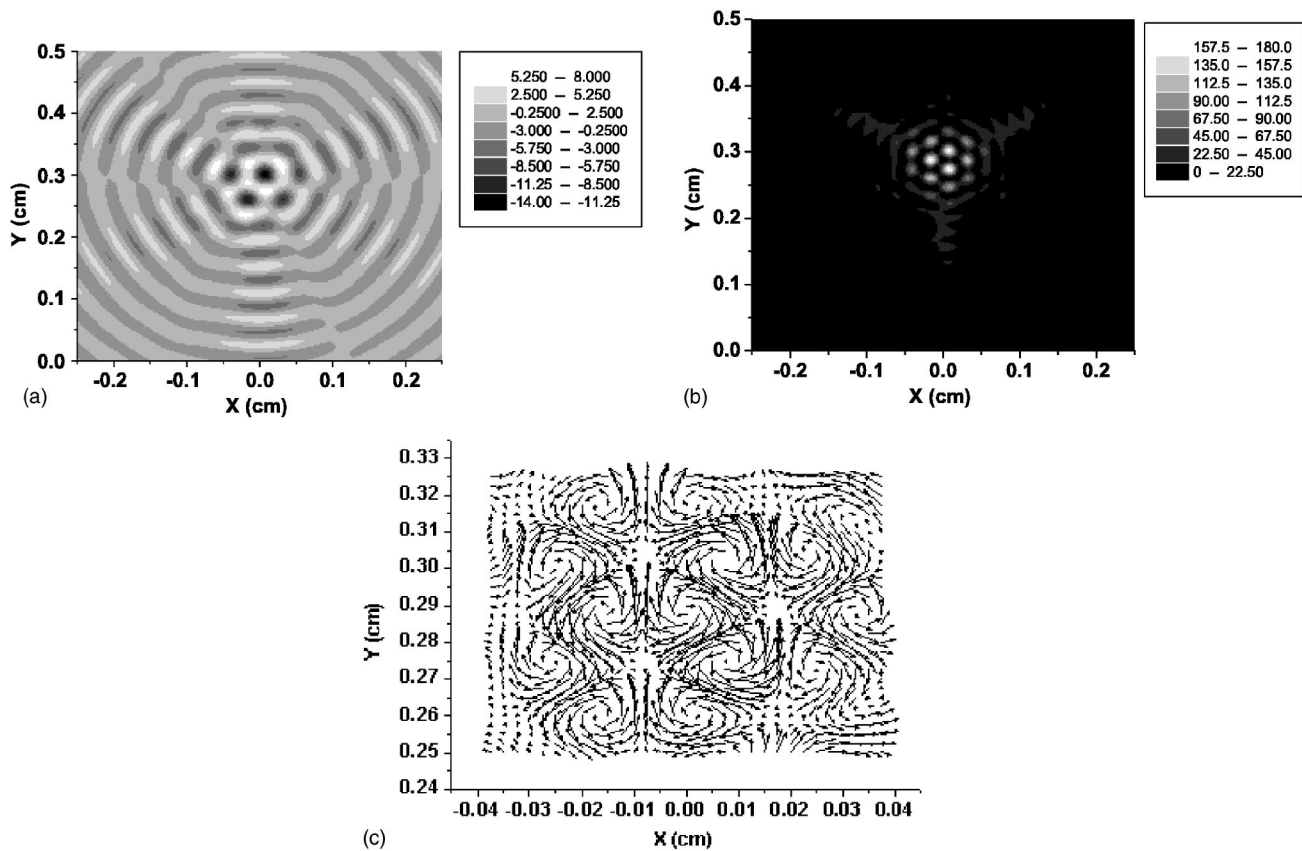 0.5
0.4
0.3
0.2
0.1
0.0
Y (cm)
-0.2 -0.1 0.0 0.1 0.2
X (cm)
(a)
5.250 – 8.000
2.500 – 5.250
-0.2500 – 2.500
-3.000 – -0.2500
-5.750 – -3.000
-8.500 – -5.750
-11.25 – -8.500
-14.00 – -11.25
0.5
0.4
0.3
0.2
0.1
0.0
Y (cm)
-0.2 -0.1 0.0 0.1 0.2
X (cm)
(b)
157.5 – 180.0
135.0 – 157.5
112.5 – 135.0
90.00 – 112.5
67.50 – 90.00
45.00 – 67.50
22.50 – 45.00
0 – 22.50
0.33
0.32
0.31
0.30
0.29
0.28
0.27
0.26
0.25
0.24
Y (cm)
-0.04 -0.03 -0.02 -0.01 0.00 0.01 0.02 0.03 0.04
X (cm)
(c)